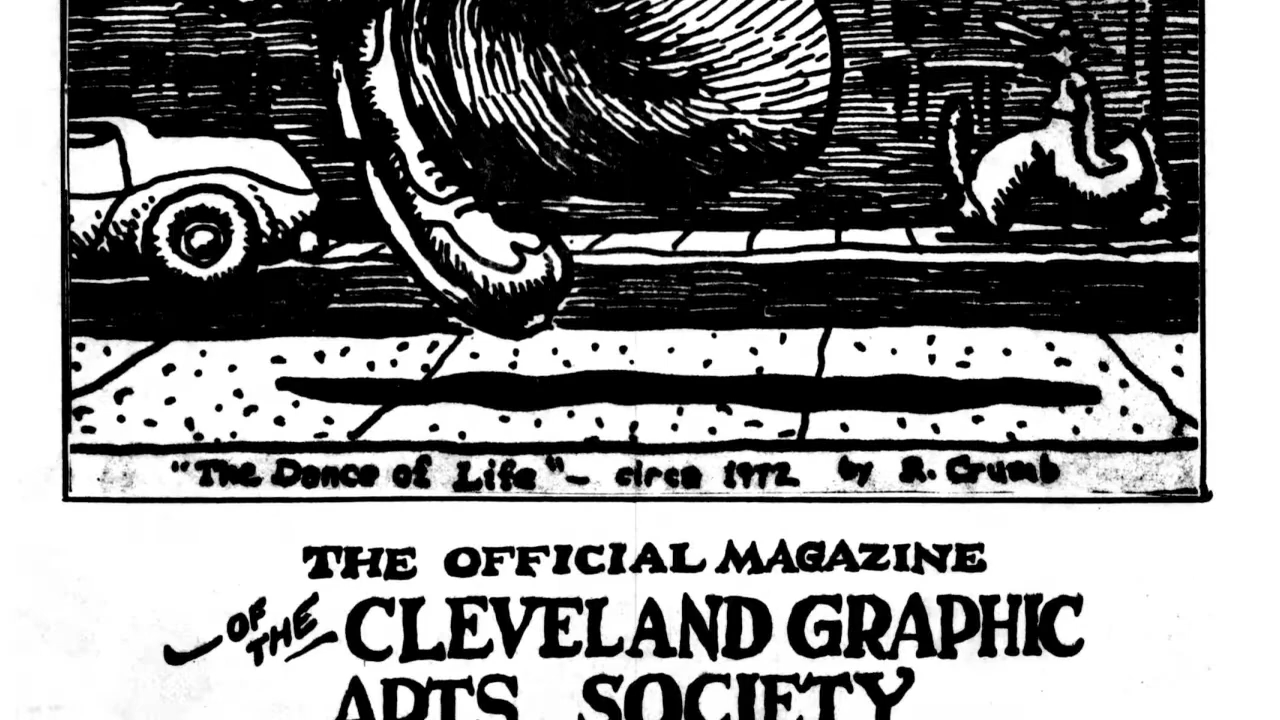 "The Dance of Life" – circa 1972 by R. Crumb
THE OFFICIAL MAGAZINE
OF THE CLEVELAND GRAPHIC
ARTS SOCIETY